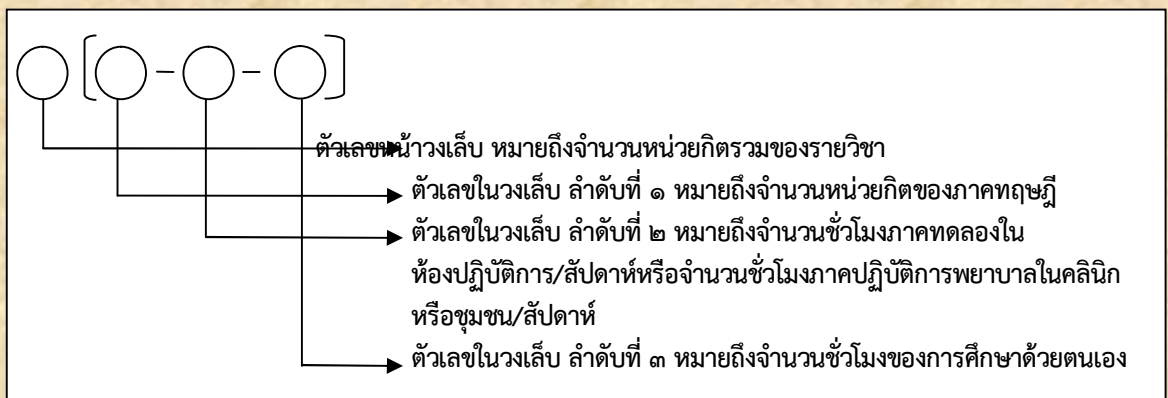 ตัวเลขหน้าวงเล็บ หมายถึงจำนวนหน่วยกิตรวมของรายวิชา
ตัวเลขในวงเล็บ ลำดับที่ ๑ หมายถึงจำนวนหน่วยกิตของภาคทฤษฎี
ตัวเลขในวงเล็บ ลำดับที่ ๒ หมายถึงจำนวนชั่วโมงภาคทดลองใน
ห้องปฏิบัติการ/สัปดาห์หรือจำนวนชั่วโมงภาคปฏิบัติการพยาบาลในคลินิก
หรือชุมชน/สัปดาห์
ตัวเลขในวงเล็บ ลำดับที่ ๓ หมายถึงจำนวนชั่วโมงของการศึกษาด้วยตนเอง